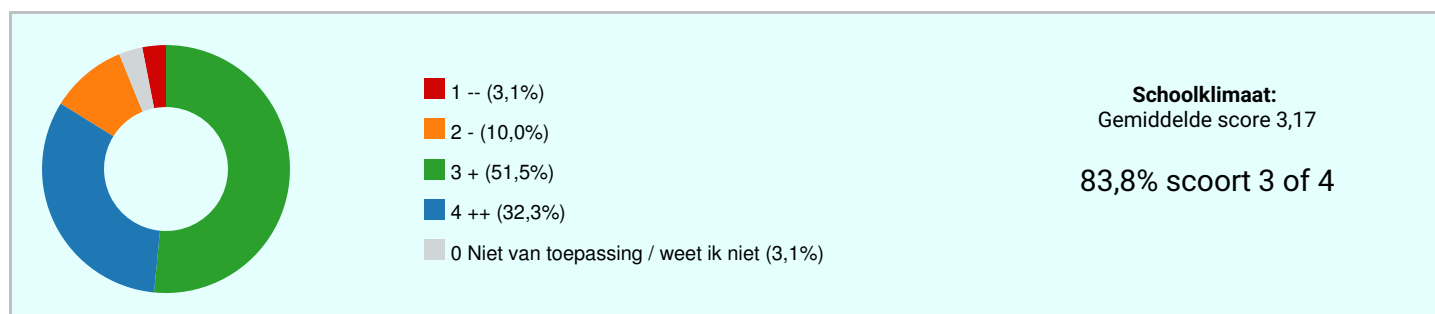 1 -- (3,1%)
2 - (10,0%)
3 + (51,5%)
4 ++ (32,3%)
0 Niet van toepassing / weet ik niet (3,1%)
Schoolklimaat:
Gemiddelde score 3,17
83,8% scoort 3 of 4